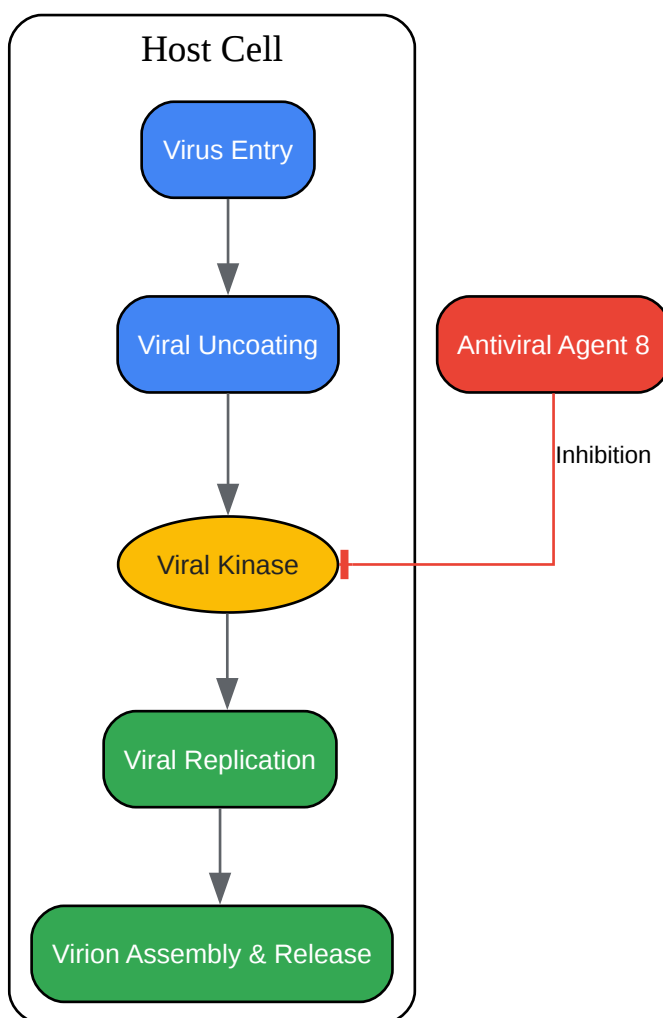 Host Cell
Virus Entry
Viral Uncoating
Antiviral Agent 8
Inhibition
Viral Kinase
Viral Replication
Virion Assembly & Release